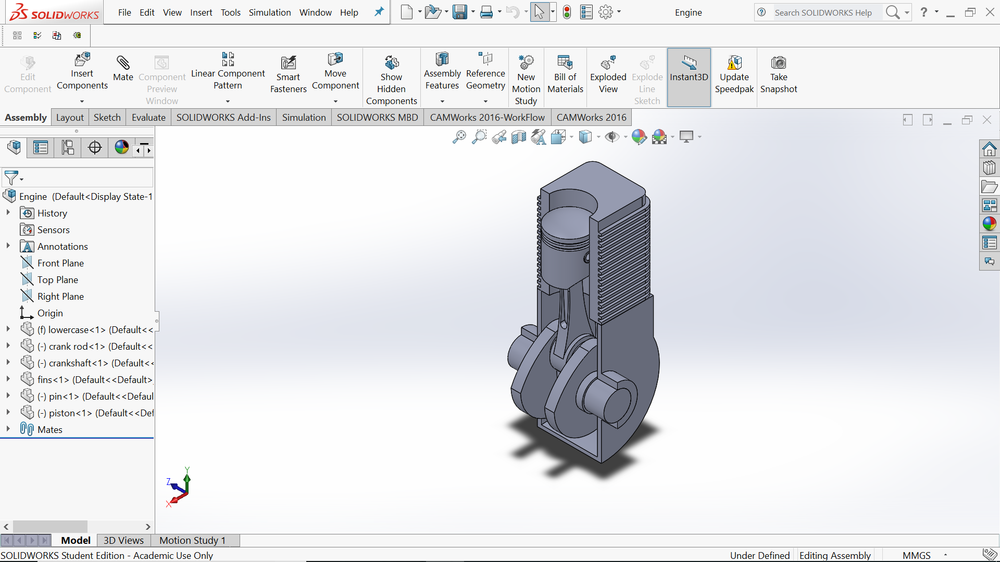 SOLIDWORKS File Edit View Insert Tools Simulation Window Help Engine Search SOLIDWORKS Help ?
Edit Component
Insert Components
Mate
Component Preview Window
Linear Component Pattern
Smart Fasteners
Move Component
Show Hidden Components
Assembly Features
Reference Geometry
New Motion Study
Bill of Materials
Exploded View
Explode Line Sketch
Instant3D
Update Speedpak
Take Snapshot
Assembly Layout Sketch Evaluate SOLIDWORKS Add-Ins Simulation SOLIDWORKS MBD CAMWorks 2016-WorkFlow CAMWorks 2016
Engine (Default<Display State-1
History
Sensors
Annotations
Front Plane
Top Plane
Right Plane
Origin
(f) lowercase<1> (Default<<
(-) crank rod<1> (Default<<
(-) crankshaft<1> (Default<<
fins<1> (Default<<Default>
(-) pin<1> (Default<<Defaul
(-) piston<1> (Default<<Def
Mates
Y
Z
X
Model 3D Views Motion Study 1
SOLIDWORKS Student Edition - Academic Use Only Under Defined Editing Assembly MMGS